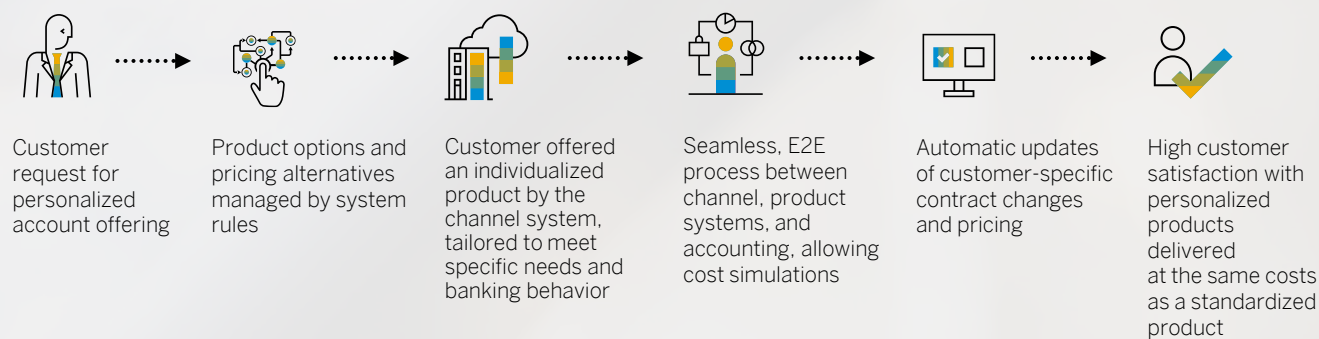 Customer
request for
personalized
account offering
Product options and
pricing alternatives
managed by system
rules
Customer offered
an individualized
product by the
channel system,
tailored to meet
specific needs and
banking behavior
Seamless, E2E
process between
channel, product
systems, and
accounting, allowing
cost simulations
Automatic updates
of customer-specific
contract changes
and pricing
High customer
satisfaction with
personalized
products
delivered
at the same costs
as a standardized
product